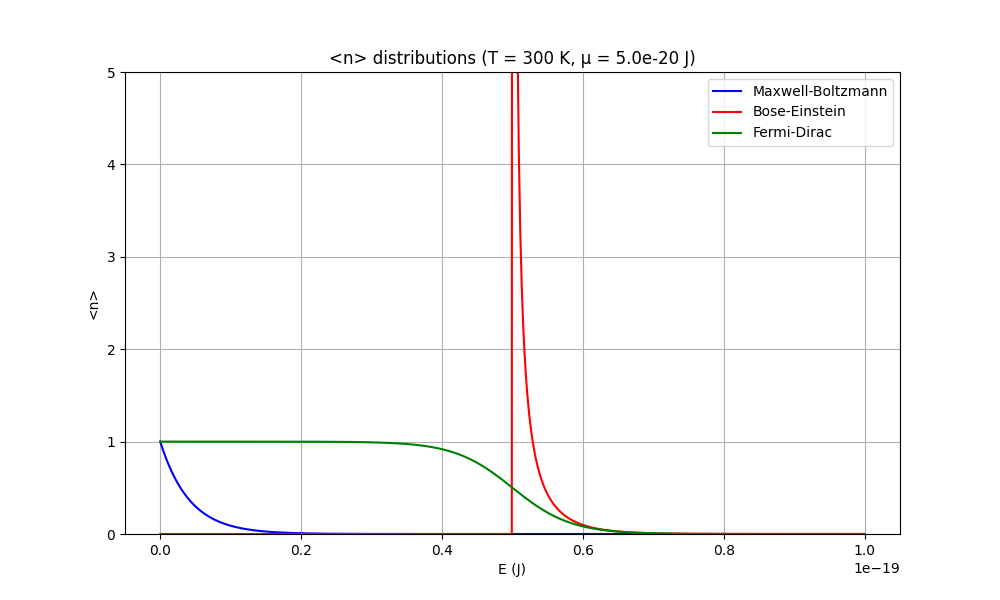 <n> distributions (T = 300 K, μ = 5.0e-20 J)
Maxwell-Boltzmann
Bose-Einstein
Fermi-Dirac
<n>
5
4
3
2
1
0
0.0 0.2 0.4 0.6 0.8 1.0
1e−19
E (J)